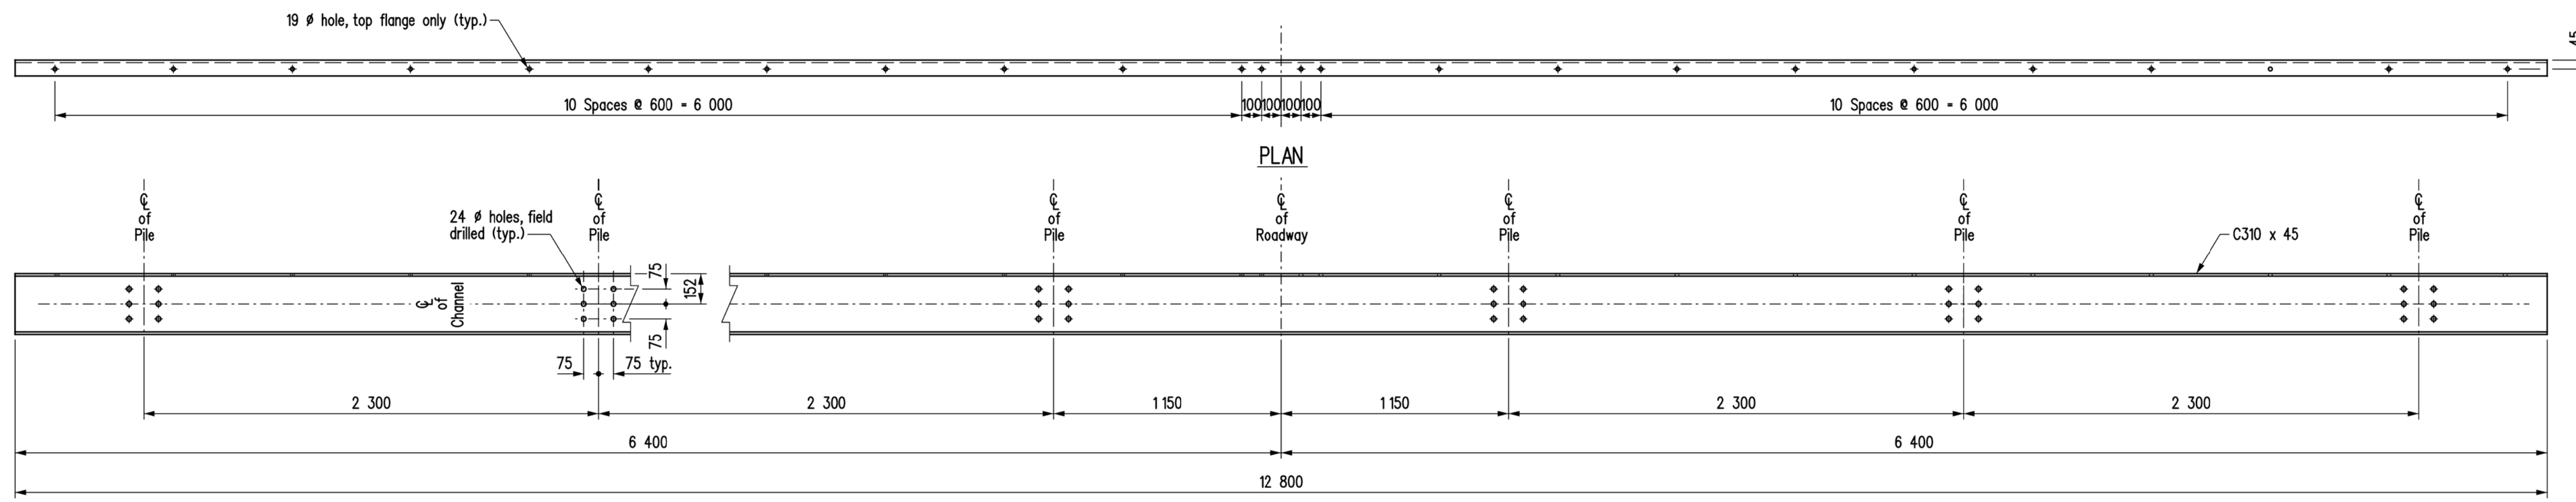 19 ø hole, top flange only (typ.)
45
10 Spaces @ 600 = 6 000
100
100
100
100
10 Spaces @ 600 = 6 000
PLAN
℄
of
Pile
24 ø holes, field
drilled (typ.)
℄
of
Pile
℄
of
Pile
℄
of
Roadway
℄
of
Pile
℄
of
Pile
℄
of
Pile
C310 x 45
℄
of
Channel
75
152
75
75
75 typ.
2 300
2 300
1 150
1 150
2 300
2 300
6 400
6 400
12 800